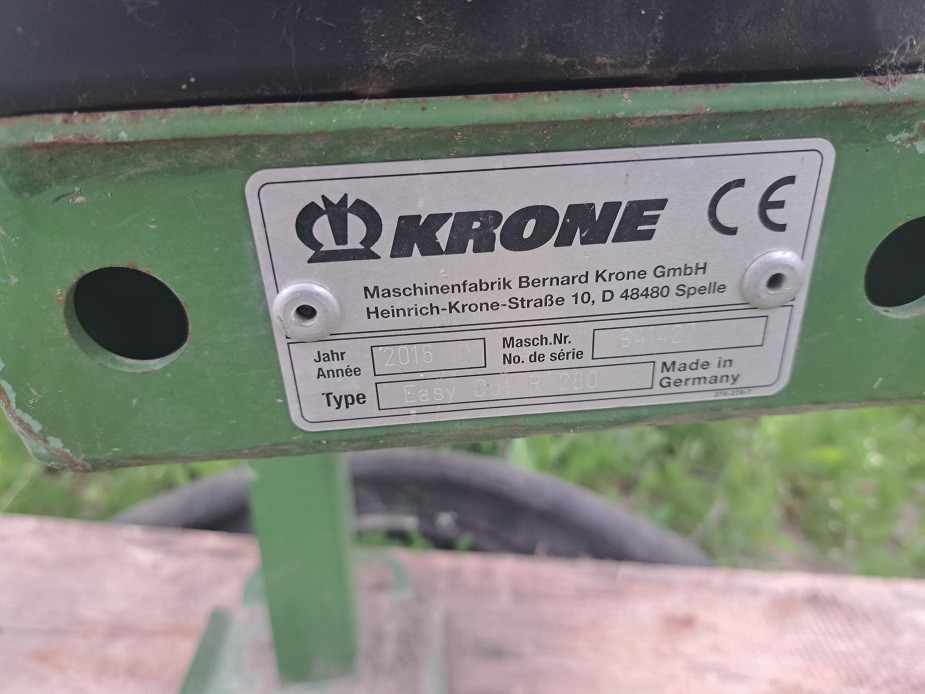 KRONE CE
Maschinenfabrik Bernard Krone GmbH
Heinrich-Krone-Straße 10, D 48480 Spelle
Jahr
Année
2016
Masch.Nr.
No. de série
Type
Easy Cut R
Made in
Germany